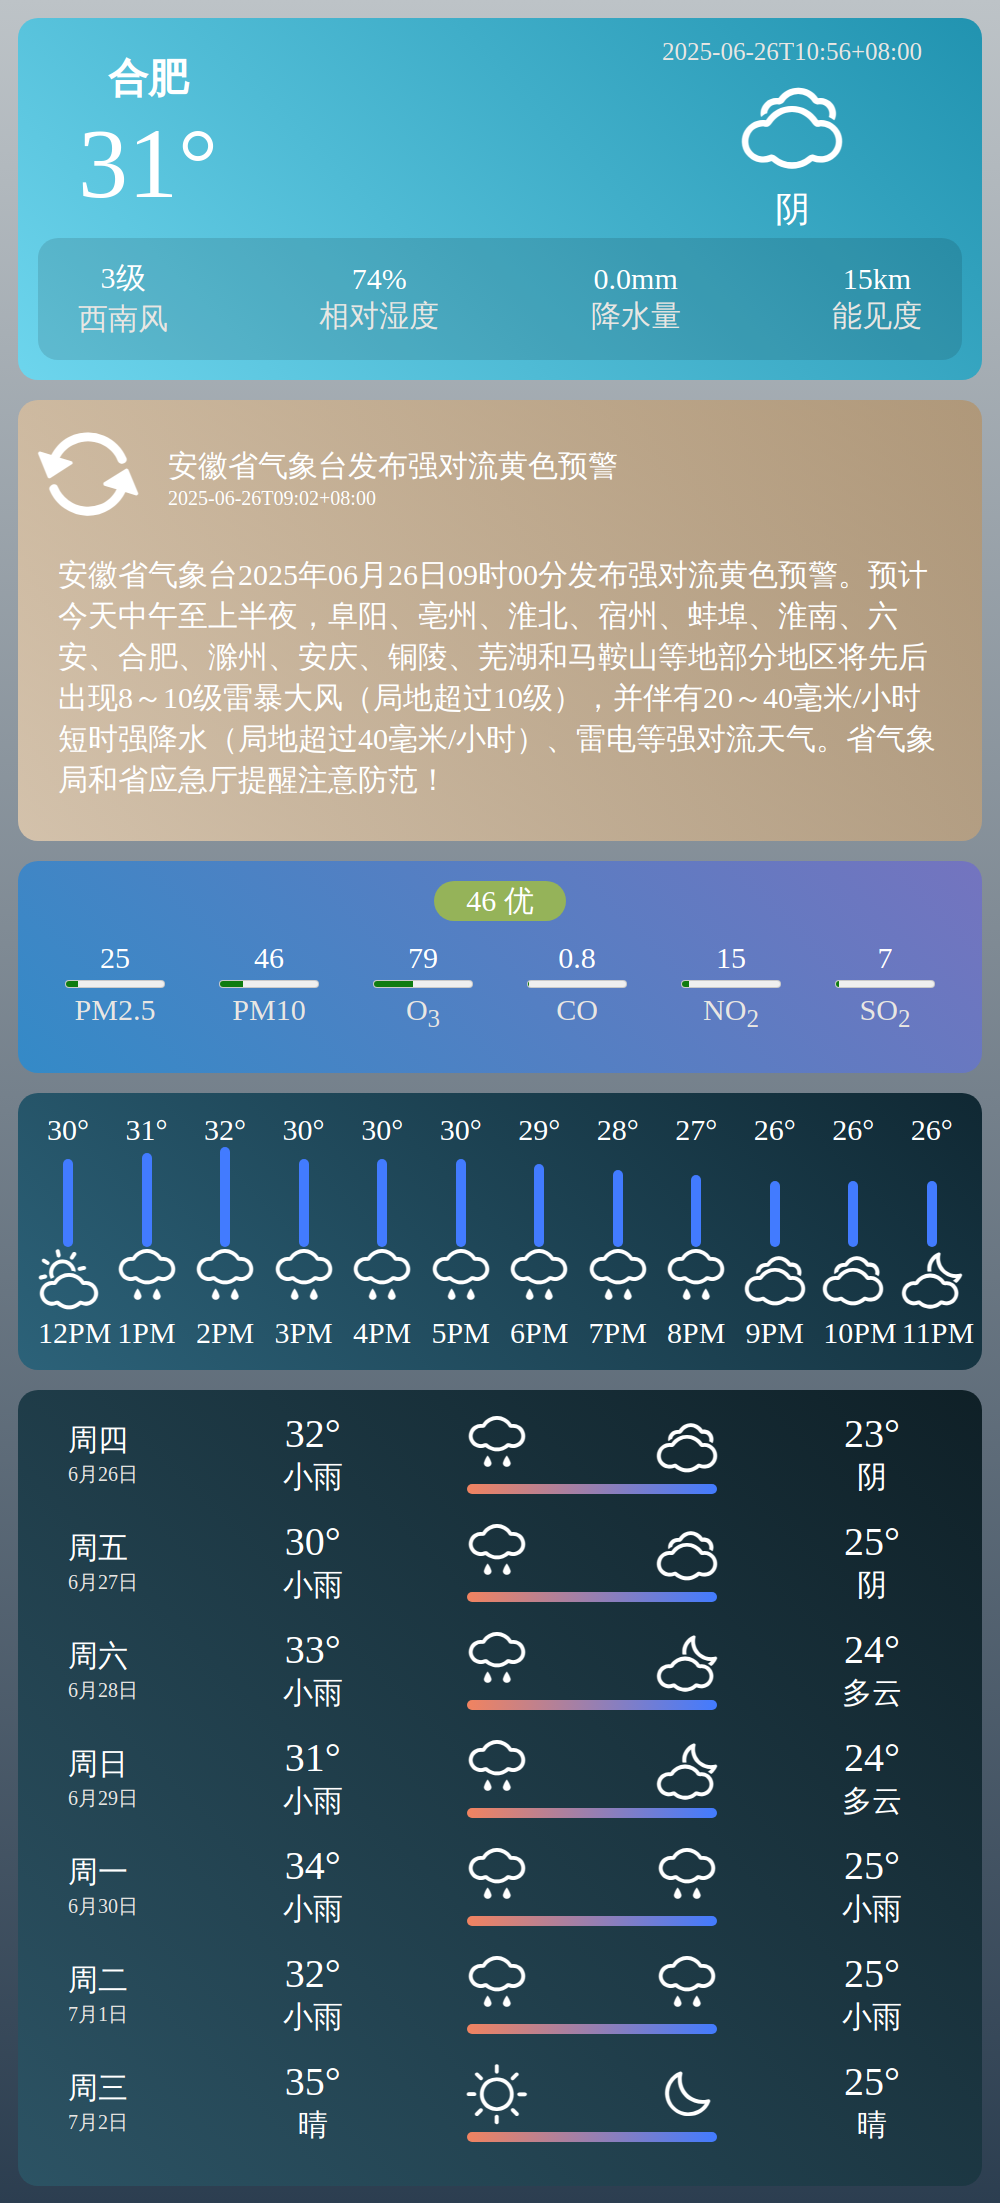 合肥
2025-06-26T10:56+08:00
31°
阴
3级 74% 0.0mm 15km
西南风 相对湿度 降水量 能见度
安徽省气象台发布强对流黄色预警
2025-06-26T09:02+08:00
安徽省气象台2025年06月26日09时00分发布强对流黄色预警。预计
今天中午至上半夜，阜阳、亳州、淮北、宿州、蚌埠、淮南、六
安、合肥、滁州、安庆、铜陵、芜湖和马鞍山等地部分地区将先后
出现8～10级雷暴大风（局地超过10级），并伴有20～40毫米/小时
短时强降水（局地超过40毫米/小时）、雷电等强对流天气。省气象
局和省应急厅提醒注意防范！
46 优
25 46 79 0.8 15 7
PM2.5 PM10 O3 CO NO2 SO2
30° 31° 32° 30° 30° 30° 29° 28° 27° 26° 26° 26°
12PM 1PM 2PM 3PM 4PM 5PM 6PM 7PM 8PM 9PM 10PM 11PM
周四 32° 23°
6月26日 小雨 阴
周五 30° 25°
6月27日 小雨 阴
周六 33° 24°
6月28日 小雨 多云
周日 31° 24°
6月29日 小雨 多云
周一 34° 25°
6月30日 小雨 小雨
周二 32° 25°
7月1日 小雨 小雨
周三 35° 25°
7月2日 晴 晴